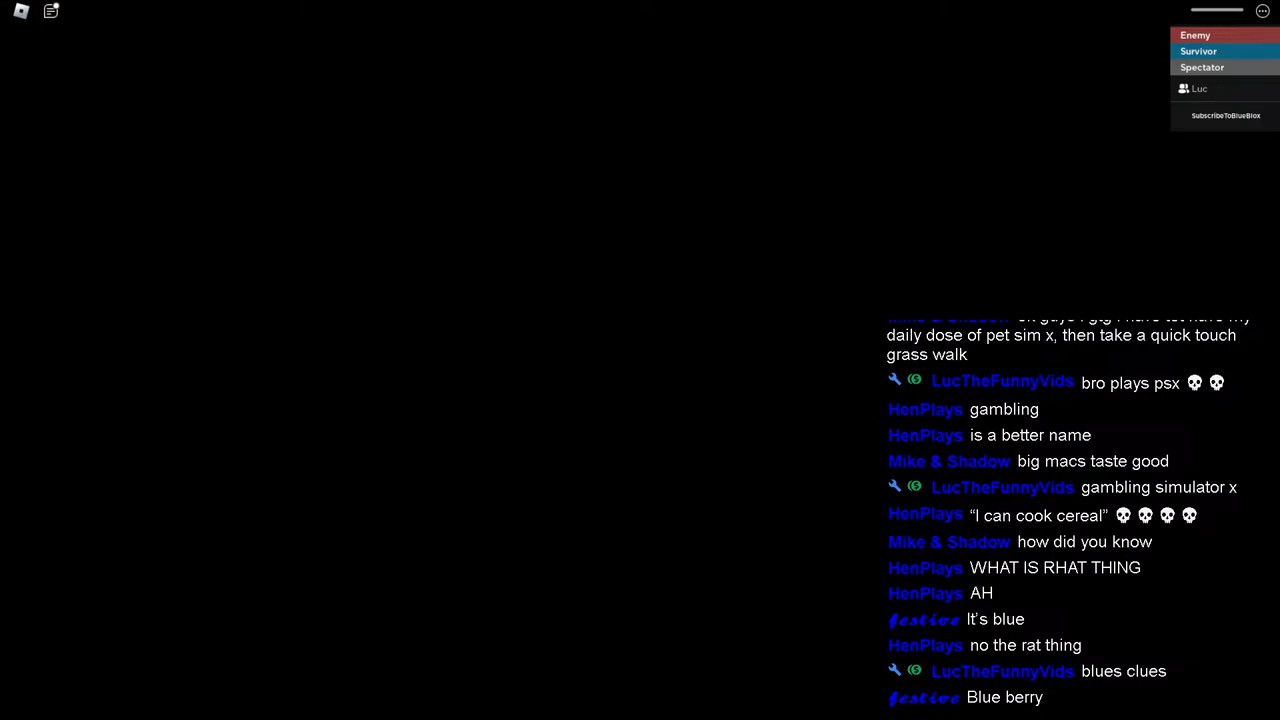 Enemy
Survivor
Spectator
Luc
SubscribeToBlueBlox
daily dose of pet sim x, then take a quick touch
grass walk
LucTheFunnyVids bro plays psx 💀 💀
HenPlays gambling
HenPlays is a better name
Mike & Shadow big macs taste good
LucTheFunnyVids gambling simulator x
HenPlays “I can cook cereal” 💀 💀 💀 💀
Mike & Shadow how did you know
HenPlays WHAT IS RHAT THING
HenPlays AH
festive It’s blue
HenPlays no the rat thing
LucTheFunnyVids blues clues
festive Blue berry